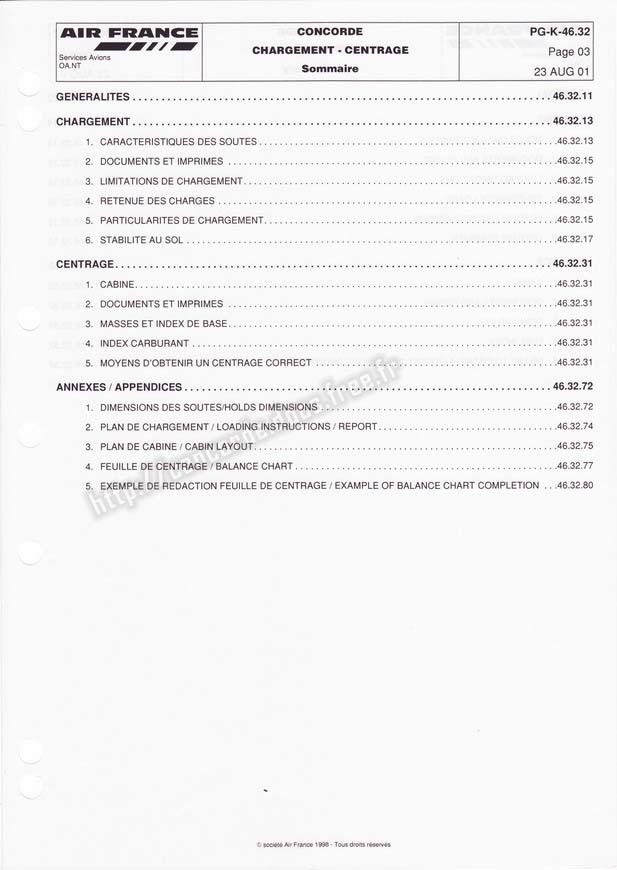 AIR FRANCE
Services Avions
OA.NT
CONCORDE
CHARGEMENT - CENTRAGE
Sommaire
PG-K-46.32
Page 03
23 AUG 01
GENERALITES 46.32.11
CHARGEMENT 46.32.13
1. CARACTERISTIQUES DES SOUTES 46.32.13
2. DOCUMENTS ET IMPRIMES 46.32.15
3. LIMITATIONS DE CHARGEMENT 46.32.15
4. RETENUE DES CHARGES 46.32.15
5. PARTICULARITES DE CHARGEMENT 46.32.15
6. STABILITE AU SOL 46.32.17
CENTRAGE 46.32.31
1. CABINE 46.32.31
2. DOCUMENTS ET IMPRIMES 46.32.31
3. MASSES ET INDEX DE BASE 46.32.31
4. INDEX CARBURANT 46.32.31
5. MOYENS D'OBTENIR UN CENTRAGE CORRECT 46.32.31
ANNEXES / APPENDICES 46.32.72
1. DIMENSIONS DES SOUTES/HOLDS DIMENSIONS 46.32.72
2. PLAN DE CHARGEMENT / LOADING INSTRUCTIONS / REPORT 46.32.74
3. PLAN DE CABINE / CABIN LAYOUT 46.32.75
4. FEUILLE DE CENTRAGE / BALANCE CHART 46.32.77
5. EXEMPLE DE REDACTION FEUILLE DE CENTRAGE / EXAMPLE OF BALANCE CHART COMPLETION 46.32.80
© société Air France 1998 - Tous droits réservés